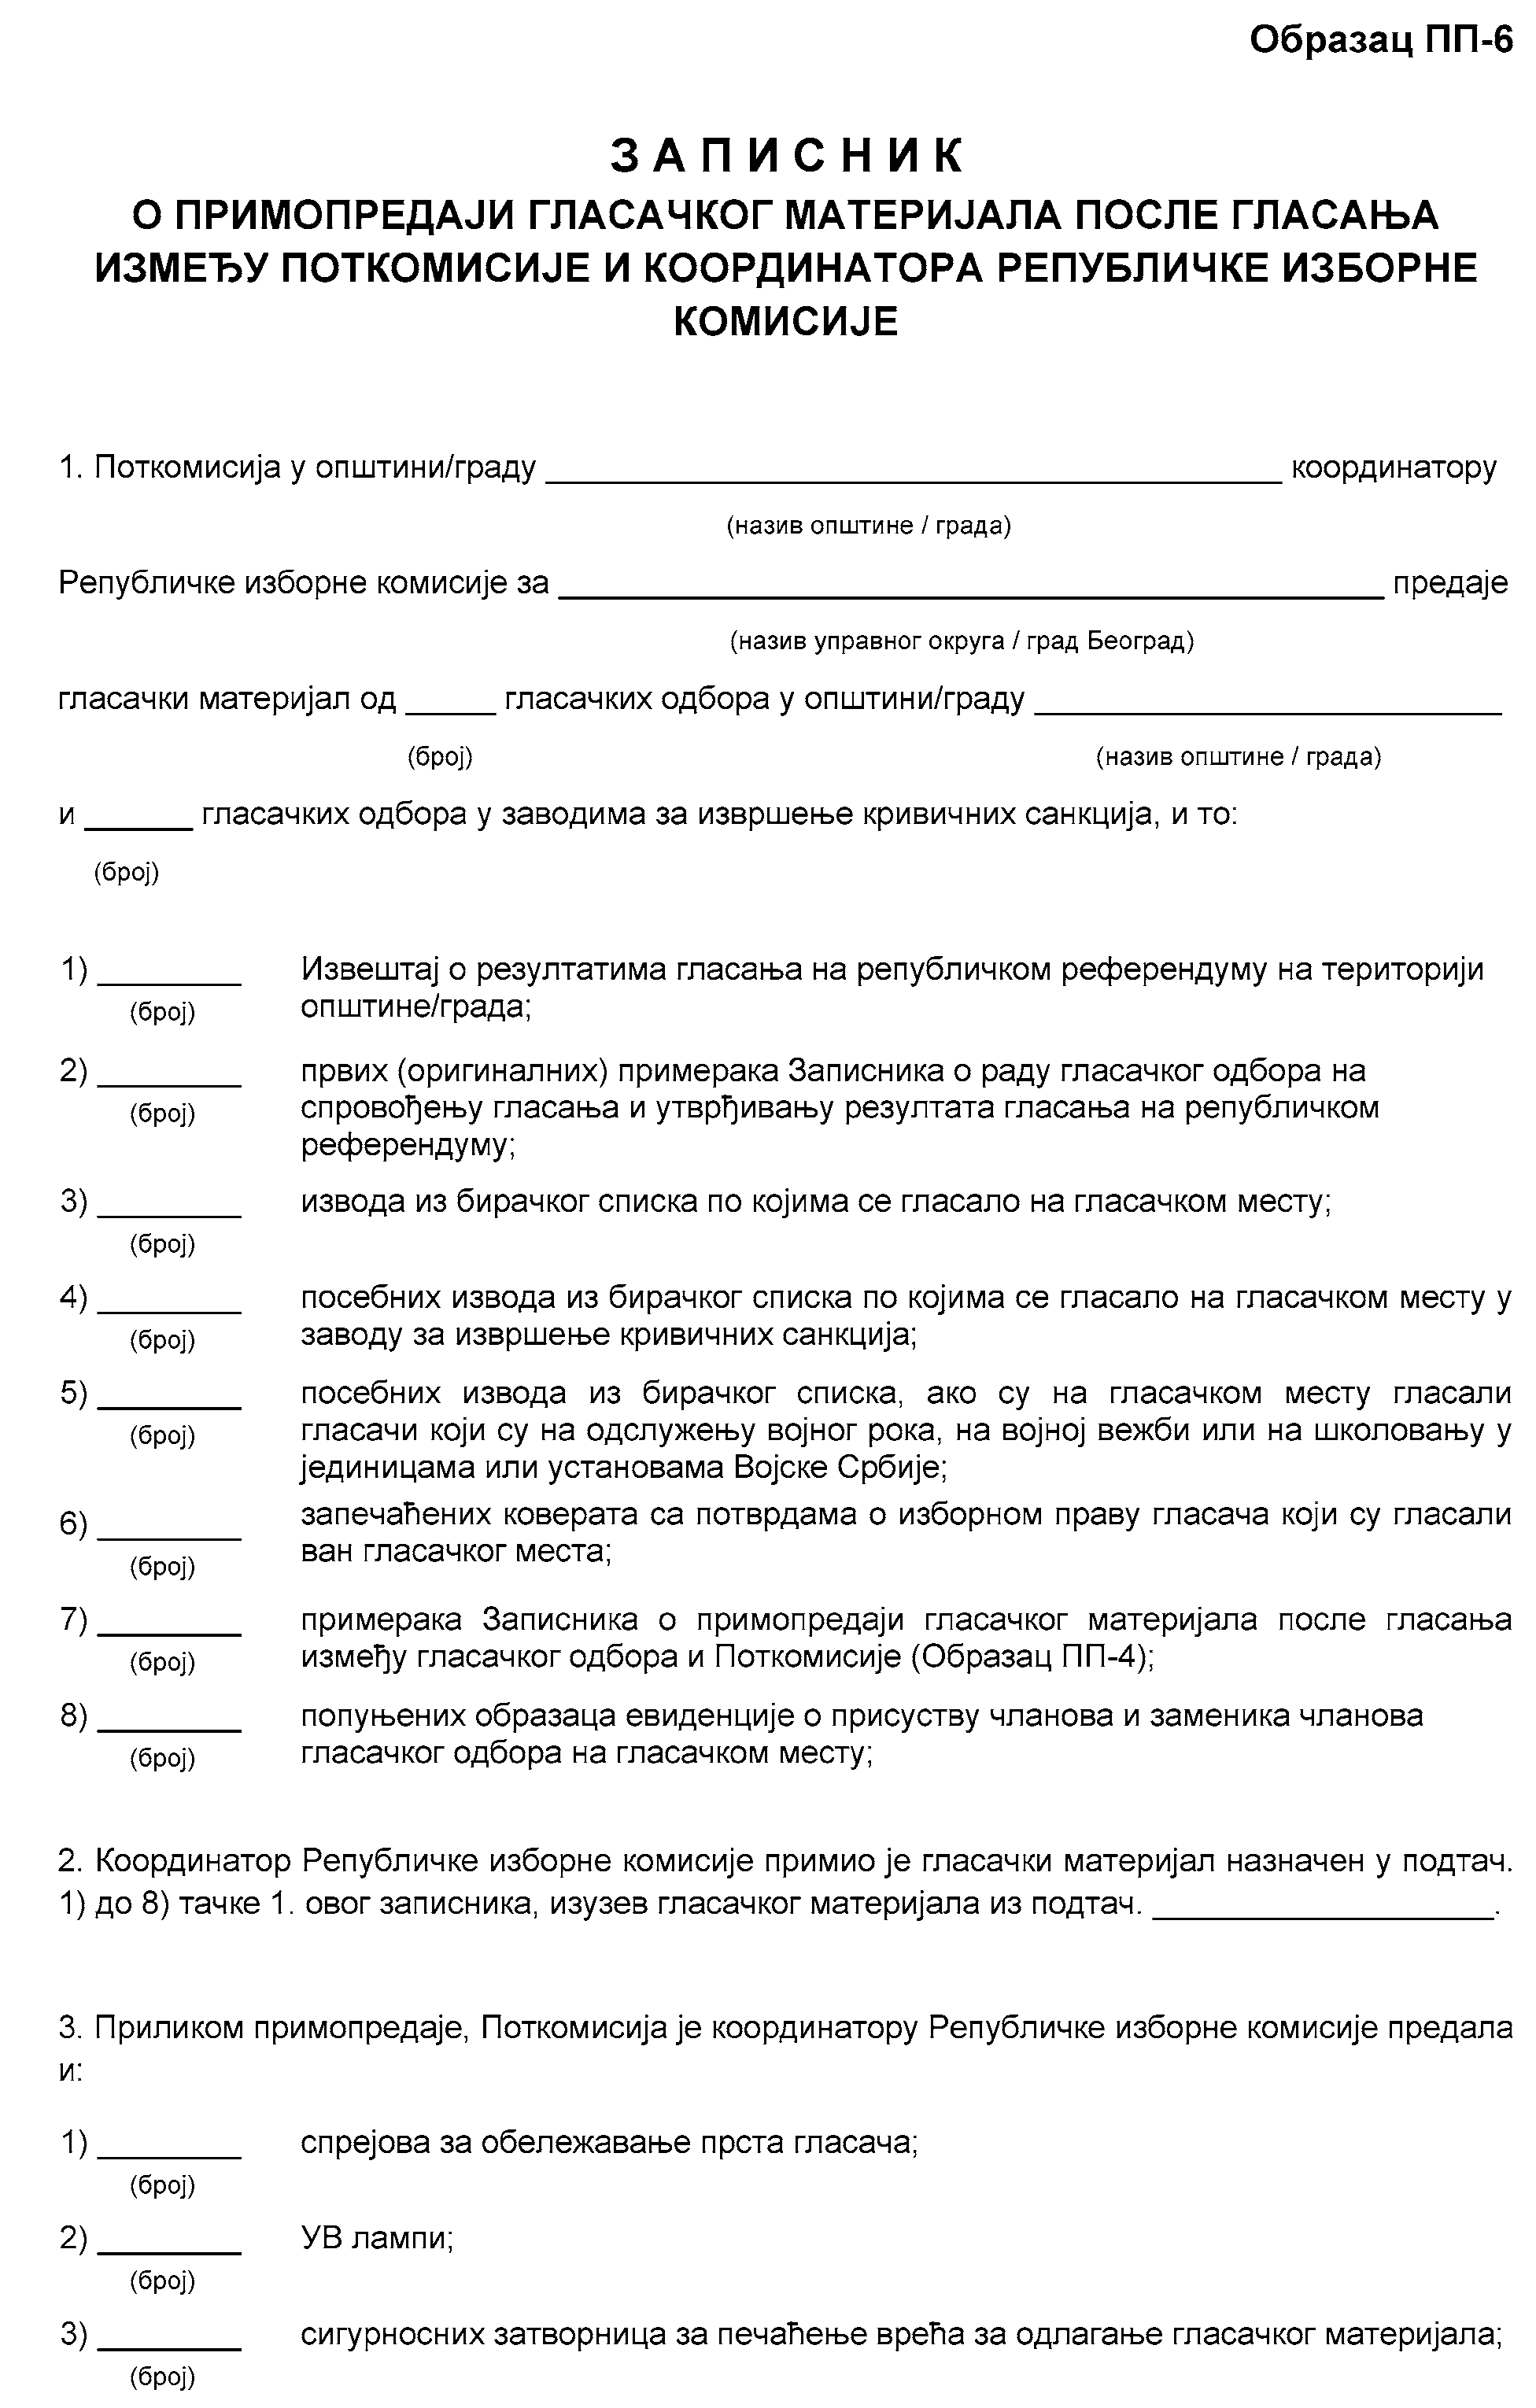 Образац ПП-6
З А П И С Н И К
О ПРИМОПРЕДАЈИ ГЛАСАЧКОГ МАТЕРИЈАЛА ПОСЛЕ ГЛАСАЊА
ИЗМЕЂУ ПОТКОМИСИЈЕ И КООРДИНАТОРА РЕПУБЛИЧКЕ ИЗБОРНЕ
КОМИСИЈЕ
1. Поткомисија у општини/граду ____________________ координатору
(назив општине / града)
Републичке изборне комисије за ____________________ предаје
(назив управног округа / град Београд)
гласачки материјал од _____ гласачких одбора у општини/граду ____________________
(број) (назив општине / града)
и ______ гласачких одбора у заводима за извршење кривичних санкција, и то:
(број)
1) ________ Извештај о резултатима гласања на републичком референдуму на територији
(број) општине/града;
2) ________ првих (оригиналних) примерака Записника о раду гласачког одбора на
(број) спровођењу гласања и утврђивању резултата гласања на републичком
референдуму;
3) ________ извода из бирачког списка по којима се гласало на гласачком месту;
(број)
4) ________ посебних извода из бирачког списка по којима се гласало на гласачком месту у
(број) заводу за извршење кривичних санкција;
5) ________ посебних извода из бирачког списка, ако су на гласачком месту гласали
(број) гласачи који су на одслужењу војног рока, на војној вежби или на школовању у
јединицама или установама Војске Србије;
6) ________ запечаћених коверата са потврдама о изборном праву гласача који су гласали
(број) ван гласачког места;
7) ________ примерака Записника о примопредаји гласачког материјала после гласања
(број) између гласачког одбора и Поткомисије (Образац ПП-4);
8) ________ попуњених образаца евиденције о присуству чланова и заменика чланова
(број) гласачког одбора на гласачком месту;
2. Координатор Републичке изборне комисије примио је гласачки материјал назначен у подтач.
1) до 8) тачке 1. овог записника, изузев гласачког материјала из подтач. ___________________.
3. Приликом примопредаје, Поткомисија је координатору Републичке изборне комисије предала
и:
1) ________ спрејова за обележавање прста гласача;
(број)
2) ________ УВ лампи;
(број)
3) ________ сигурносних затворница за печаћење врећа за одлагање гласачког материјала;
(број)